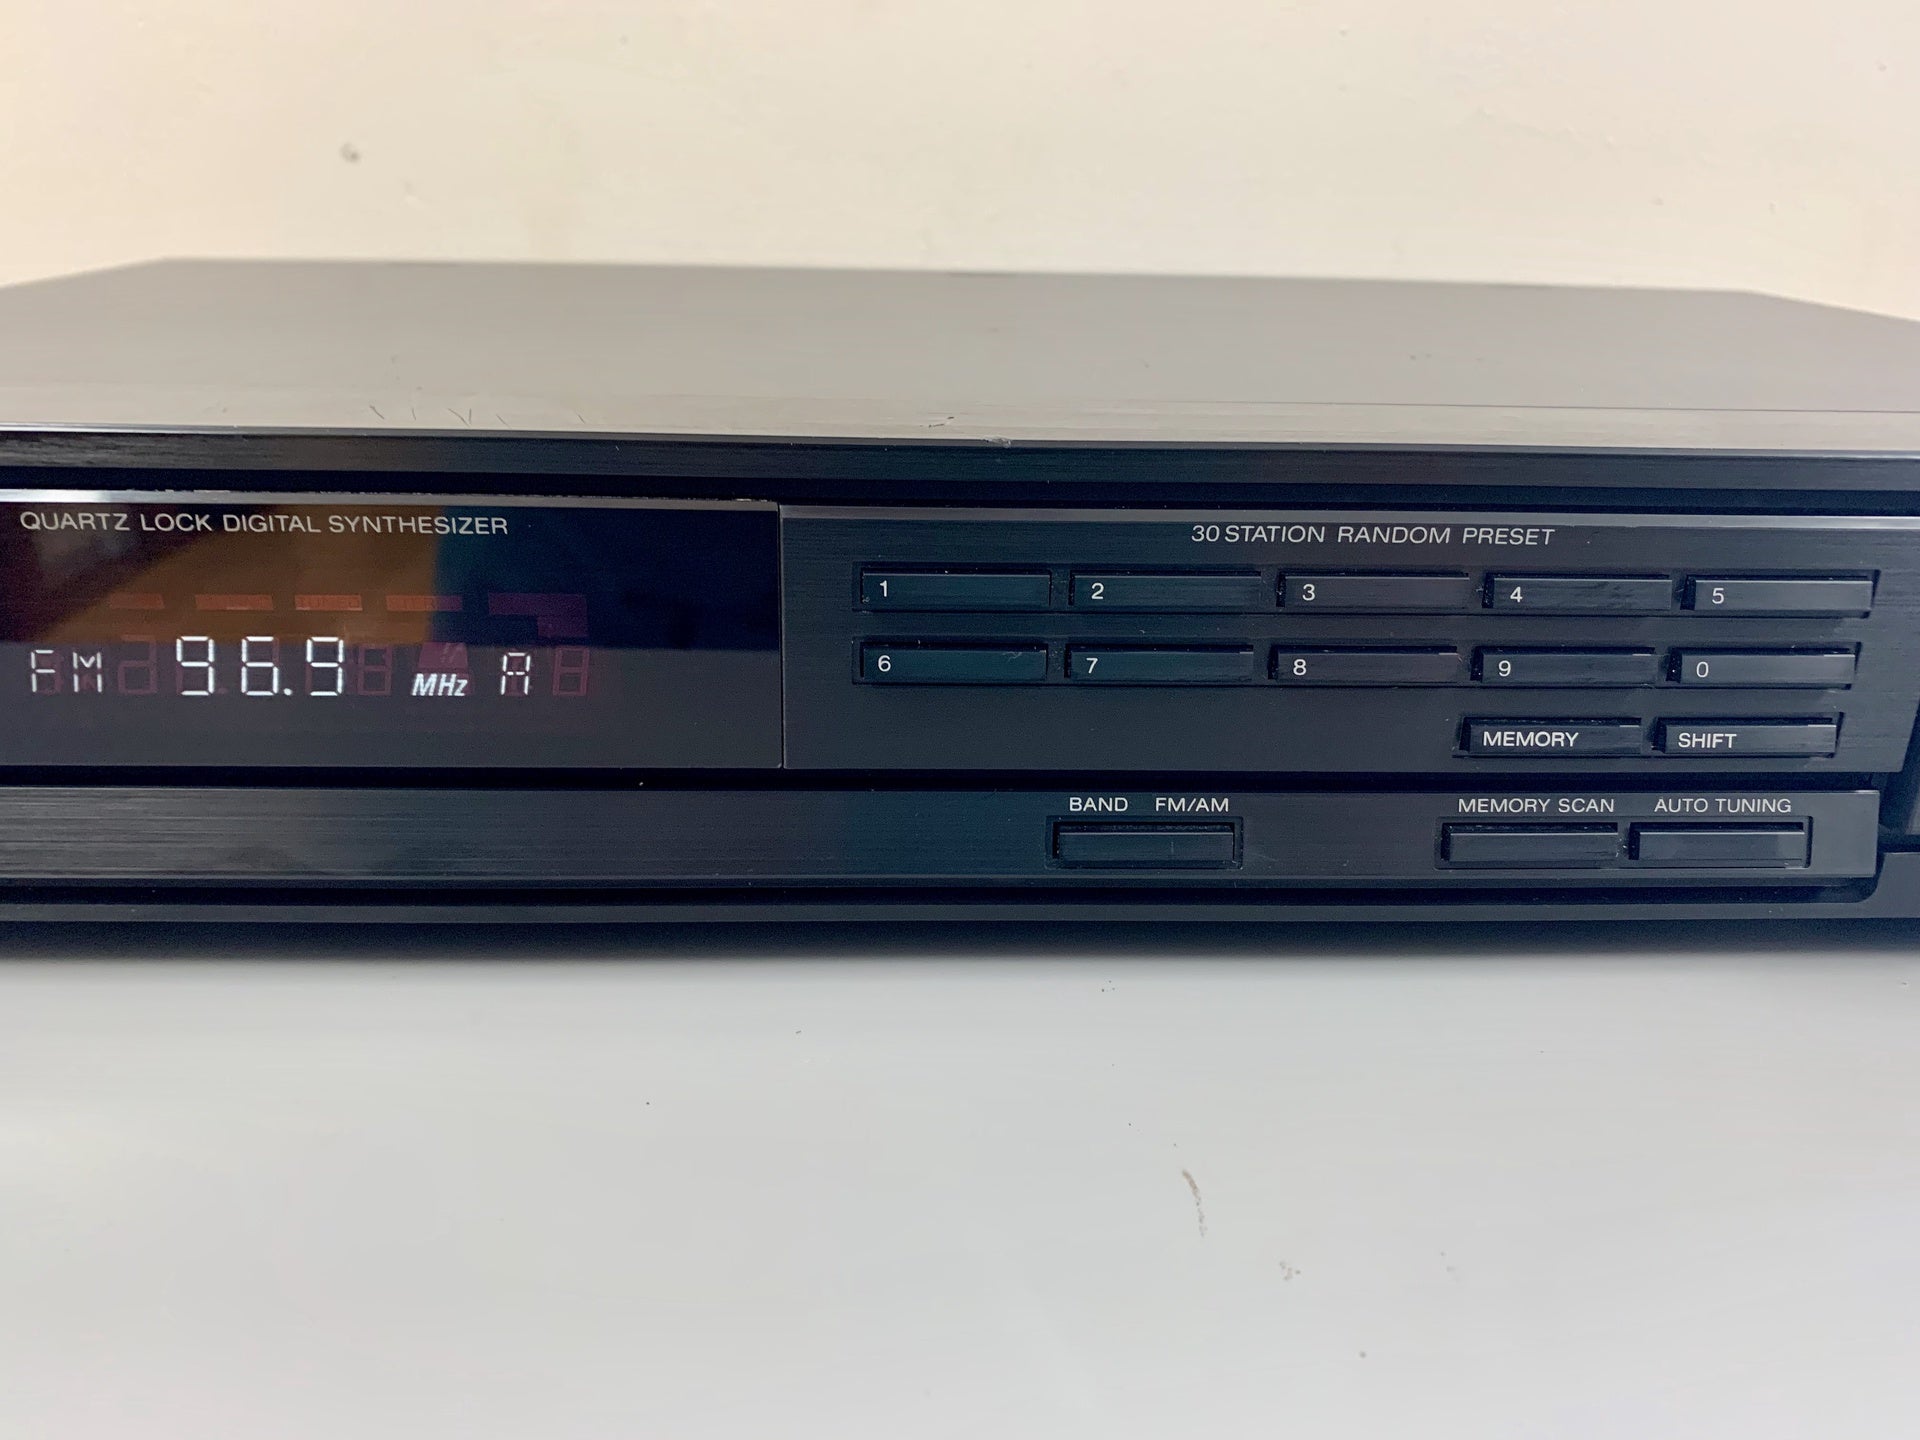 QUARTZ LOCK DIGITAL SYNTHESIZER
FM 96.9 MHz A
30 STATION RANDOM PRESET
1 2 3 4 5
6 7 8 9 0
MEMORY SHIFT
BAND FM/AM MEMORY SCAN AUTO TUNING